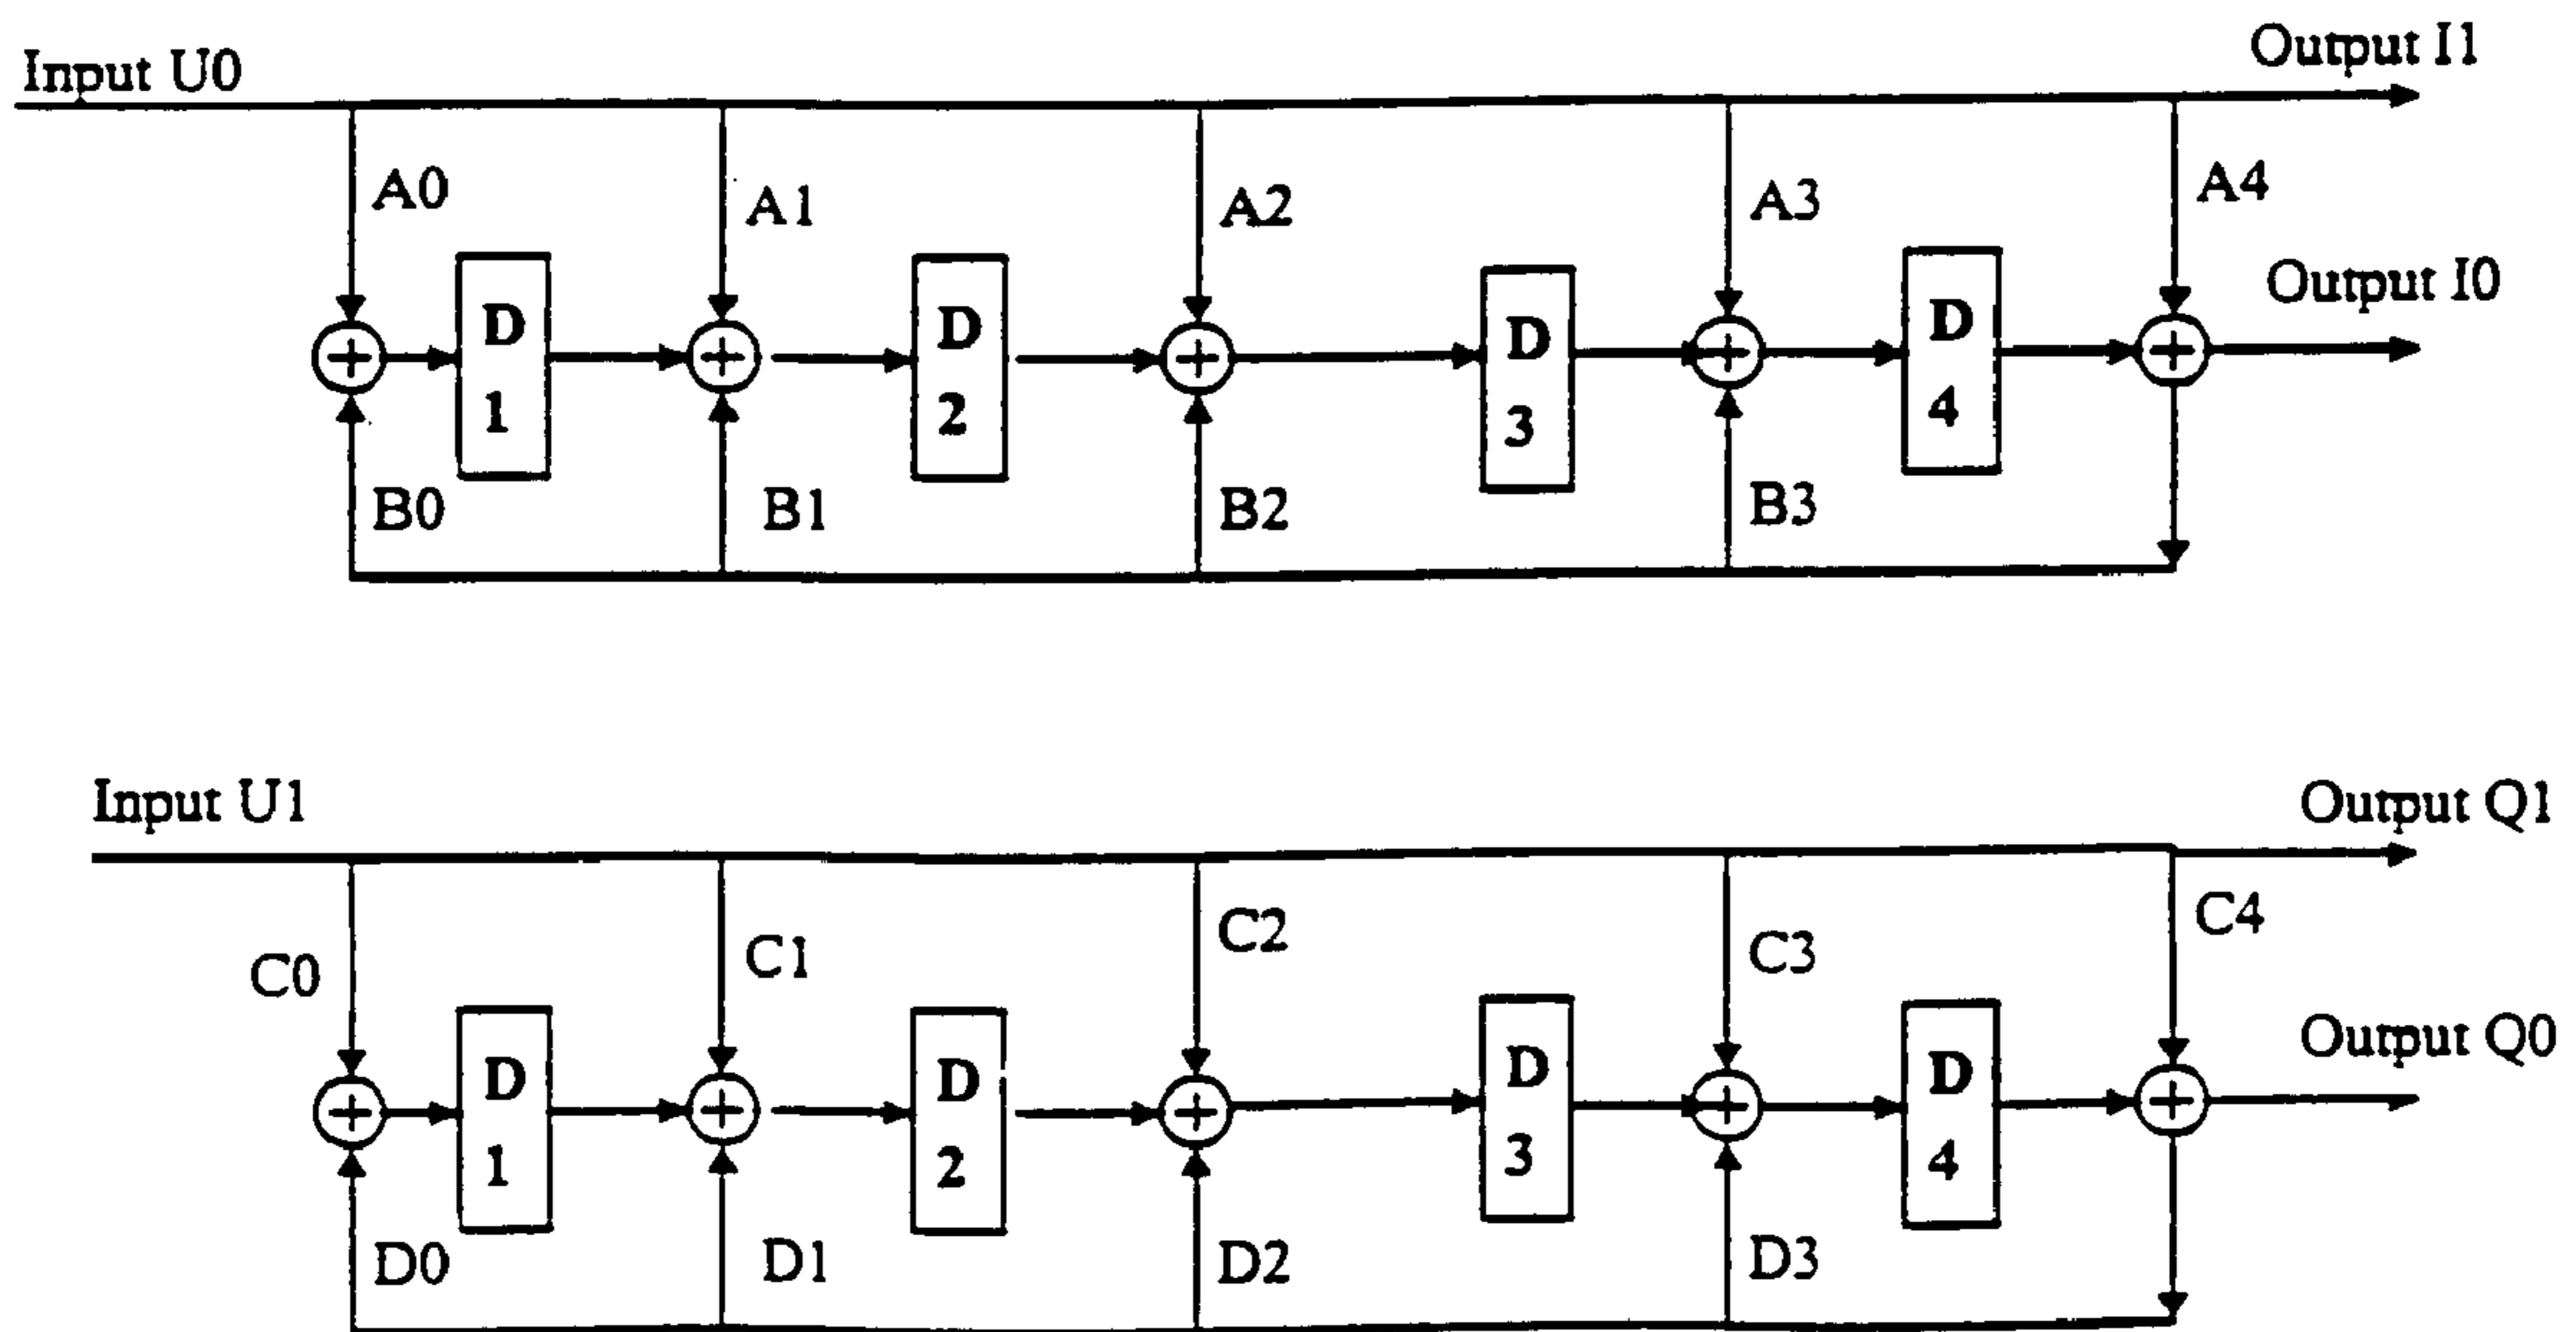 Input U0
Output I1
A0
A1
A2
A3
A4
Output I0
D
1
D
2
D
3
D
4
B0
B1
B2
B3
Input U1
Output Q1
C0
C1
C2
C3
C4
Output Q0
D
1
D
2
D
3
D
4
D0
D1
D2
D3